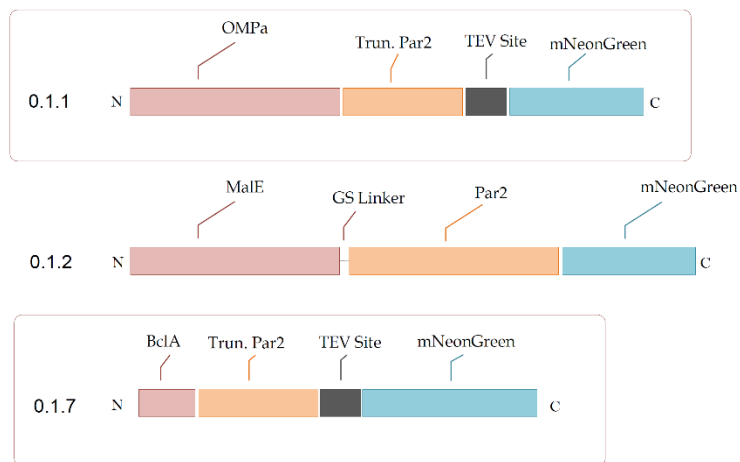 OMPa
Trun. Par2
TEV Site
mNeonGreen
0.1.1
N
C
MalE
GS Linker
Par2
mNeonGreen
0.1.2
N
C
BclA
Trun. Par2
TEV Site
mNeonGreen
0.1.7
N
C